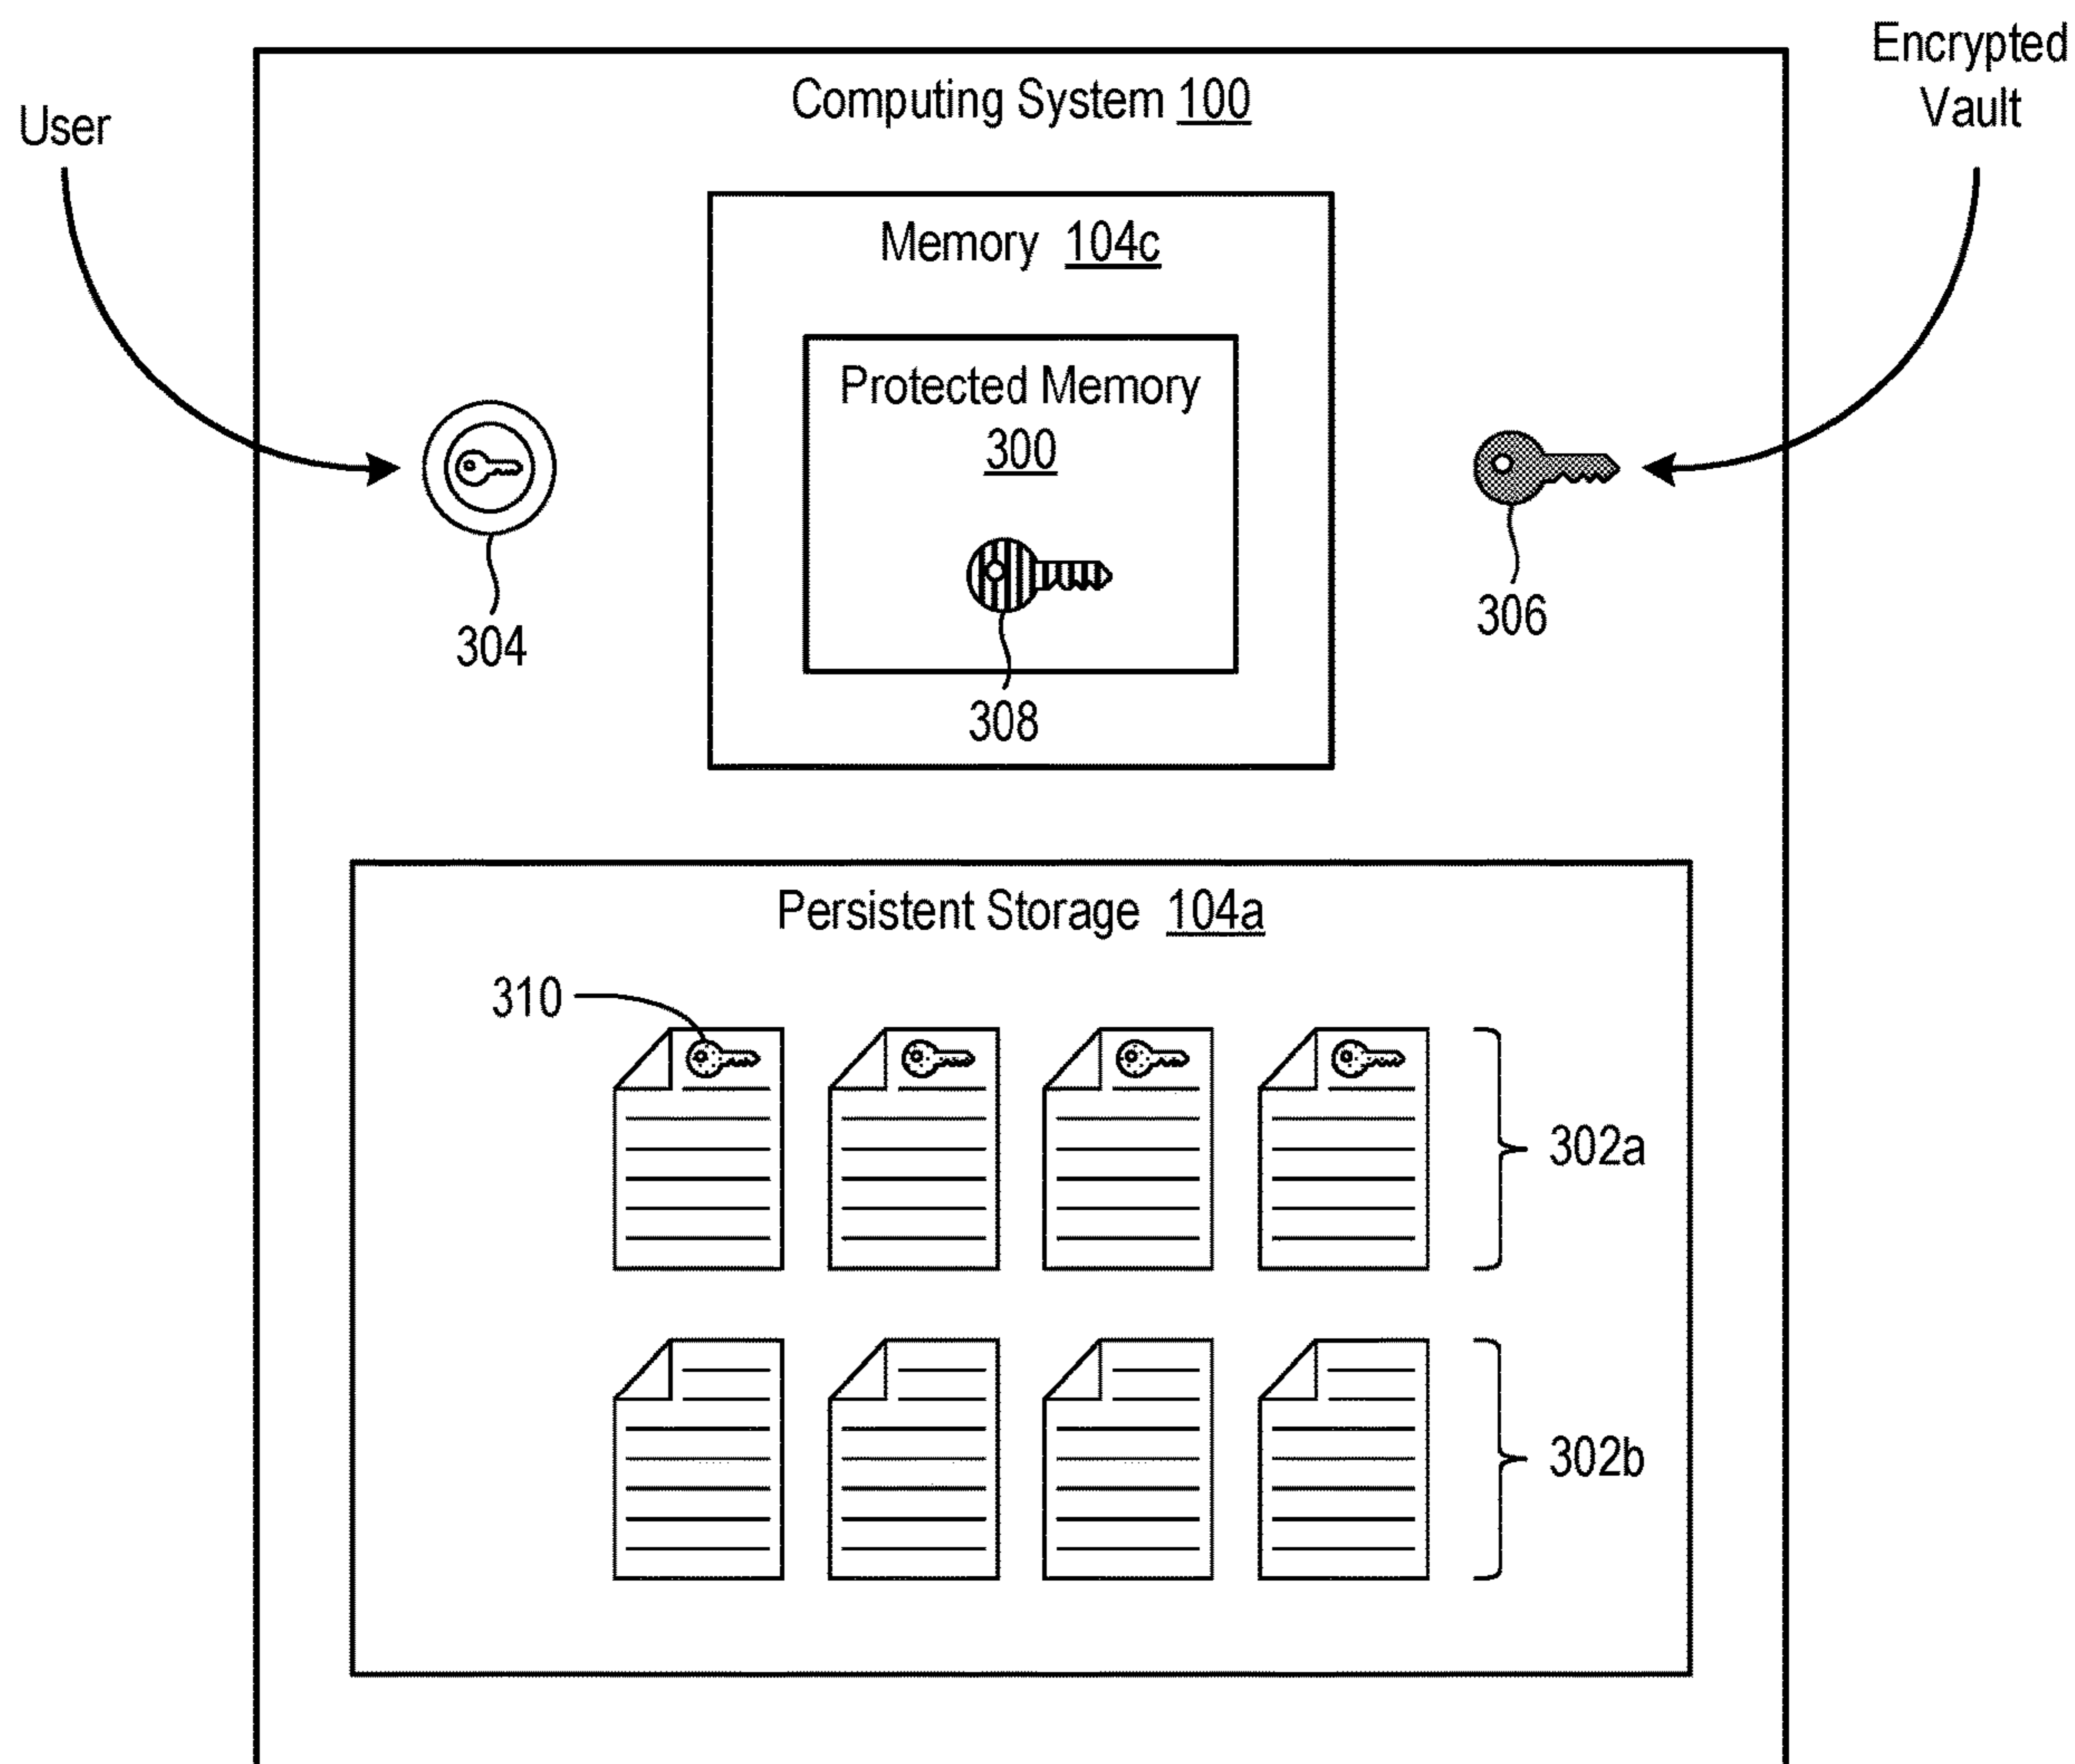 Encrypted
Vault
User
Computing System 100
Memory 104c
Protected Memory
300
304
306
308
Persistent Storage 104a
310
302a
302b